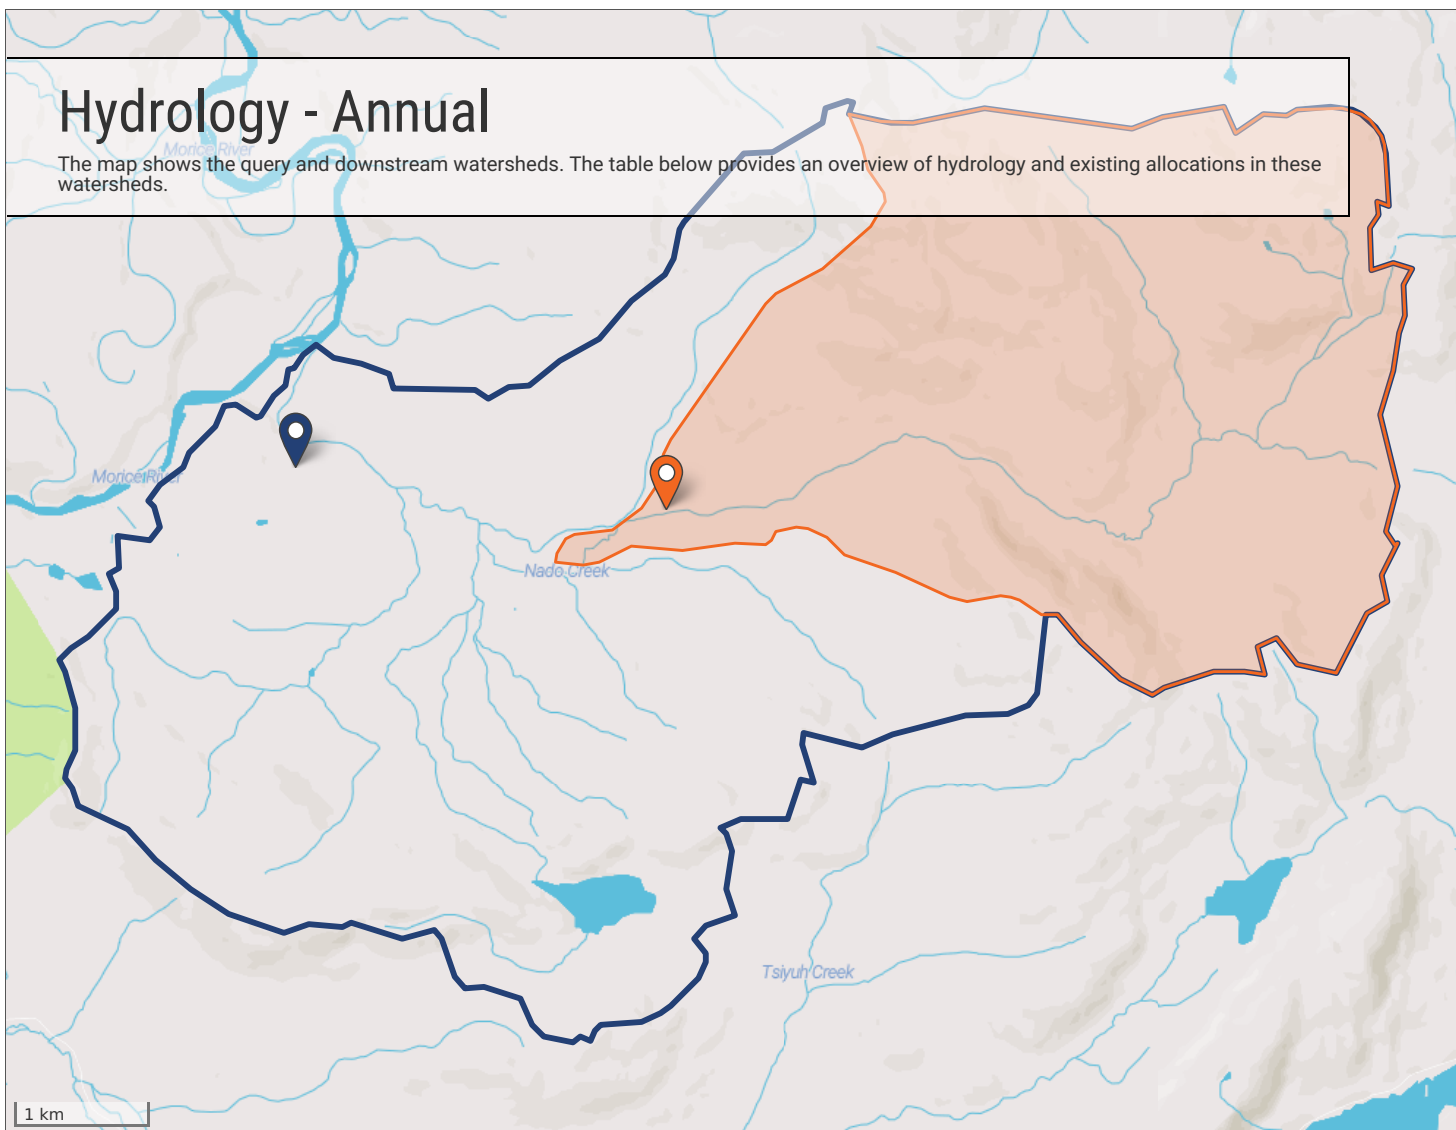 Hydrology - Annual
Morice River
The map shows the query and downstream watersheds. The table below provides an overview of hydrology and existing allocations in these
watersheds.
Morice River
Nado Creek
Tsiyuh Creek
1 km